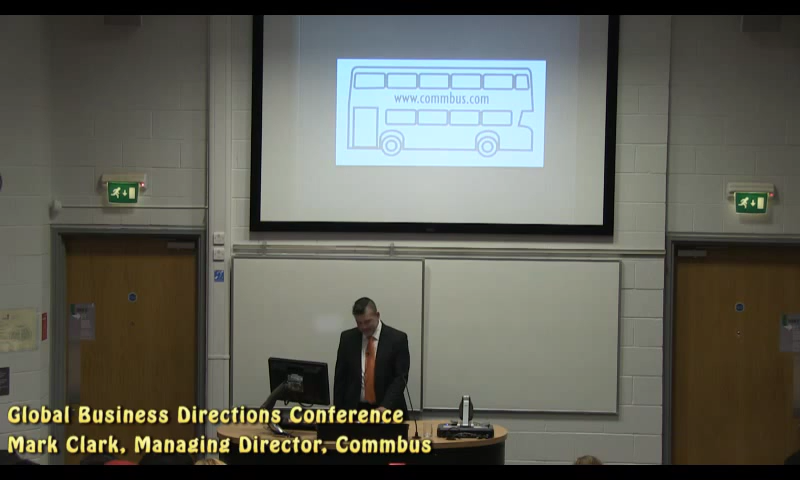 www.commbus.com
Global Business Directions Conference
Mark Clark, Managing Director, Commbus